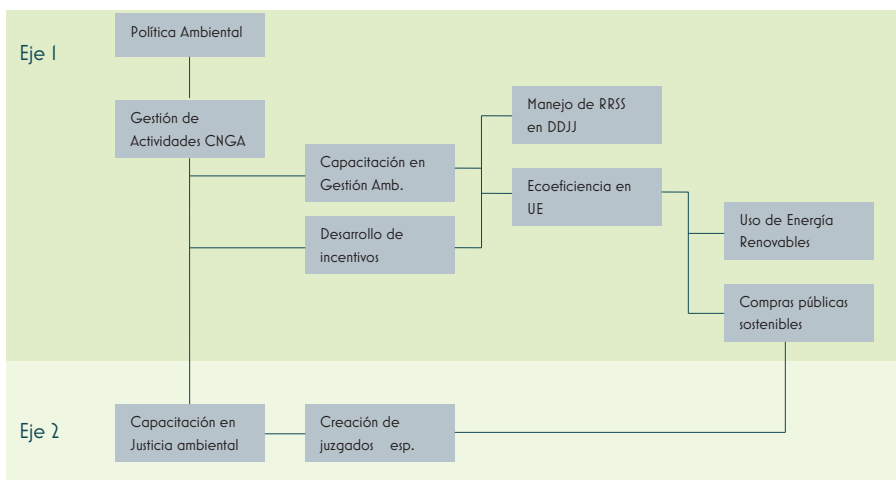 Eje 1
Política Ambiental
Gestión de
Actividades CNGA
Capacitación en
Gestión Amb.
Desarrollo de
incentivos
Manejo de RRSS
en DDJJ
Ecoeficiencia en
UE
Uso de Energía
Renovables
Compras públicas
sostenibles
Eje 2
Capacitación en
Justicia ambiental
Creación de
juzgados esp.